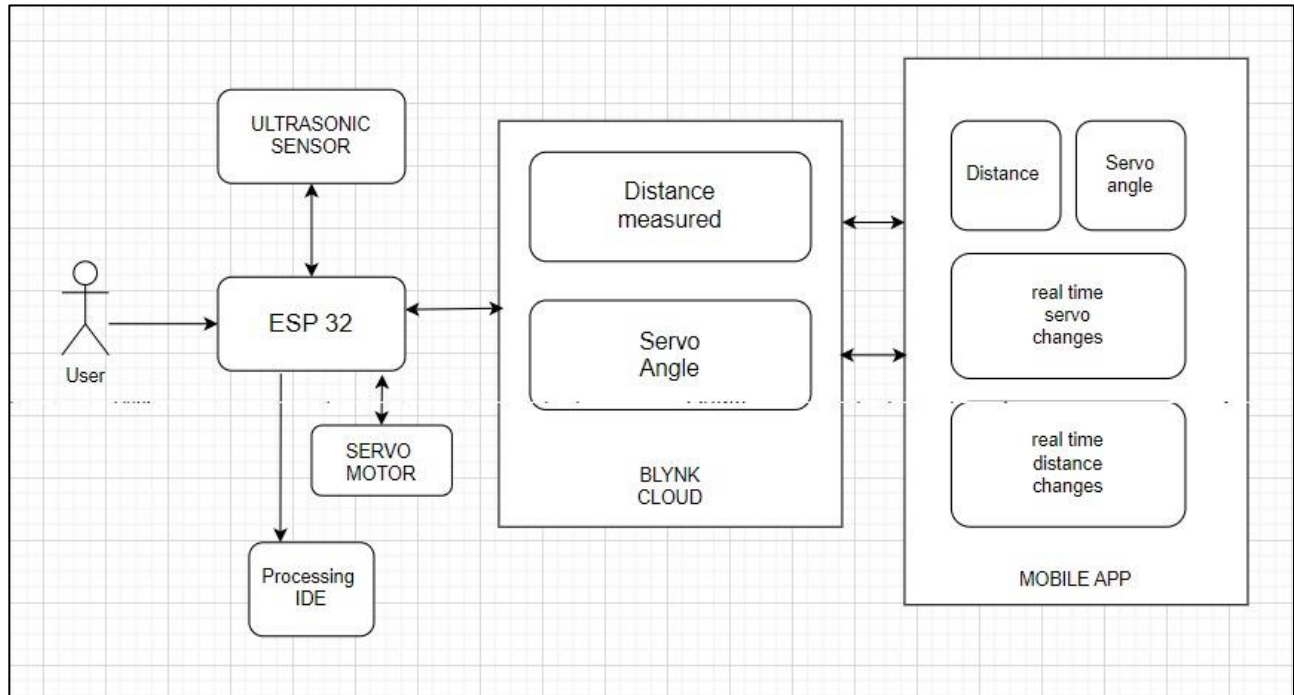 ULTRASONIC
SENSOR
User
ESP 32
SERVO
MOTOR
Processing
IDE
Distance
measured
Servo
Angle
BLYNK
CLOUD
Distance
Servo
angle
real time
servo
changes
real time
distance
changes
MOBILE APP